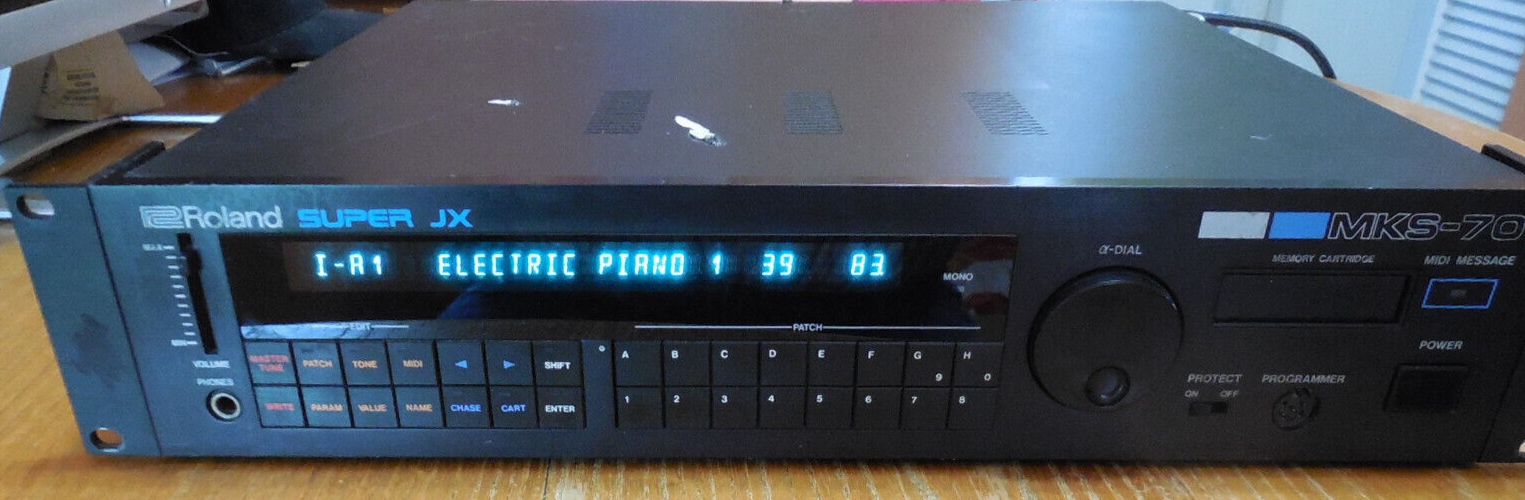 Roland SUPER JX
MKS-70
I-A1 ELECTRIC PIANO 1 39 83
MAX
MIN
VOLUME
PHONES
MONO
EDIT
PATCH
MASTER TUNE PATCH TONE MIDI ◀ ▶ SHIFT
WRITE PARAM VALUE NAME CHASE CART ENTER
A B C D E F G 9 H 0
1 2 3 4 5 6 7 8
α-DIAL
MEMORY CARTRIDGE
MIDI MESSAGE
POWER
PROTECT
ON OFF
PROGRAMMER